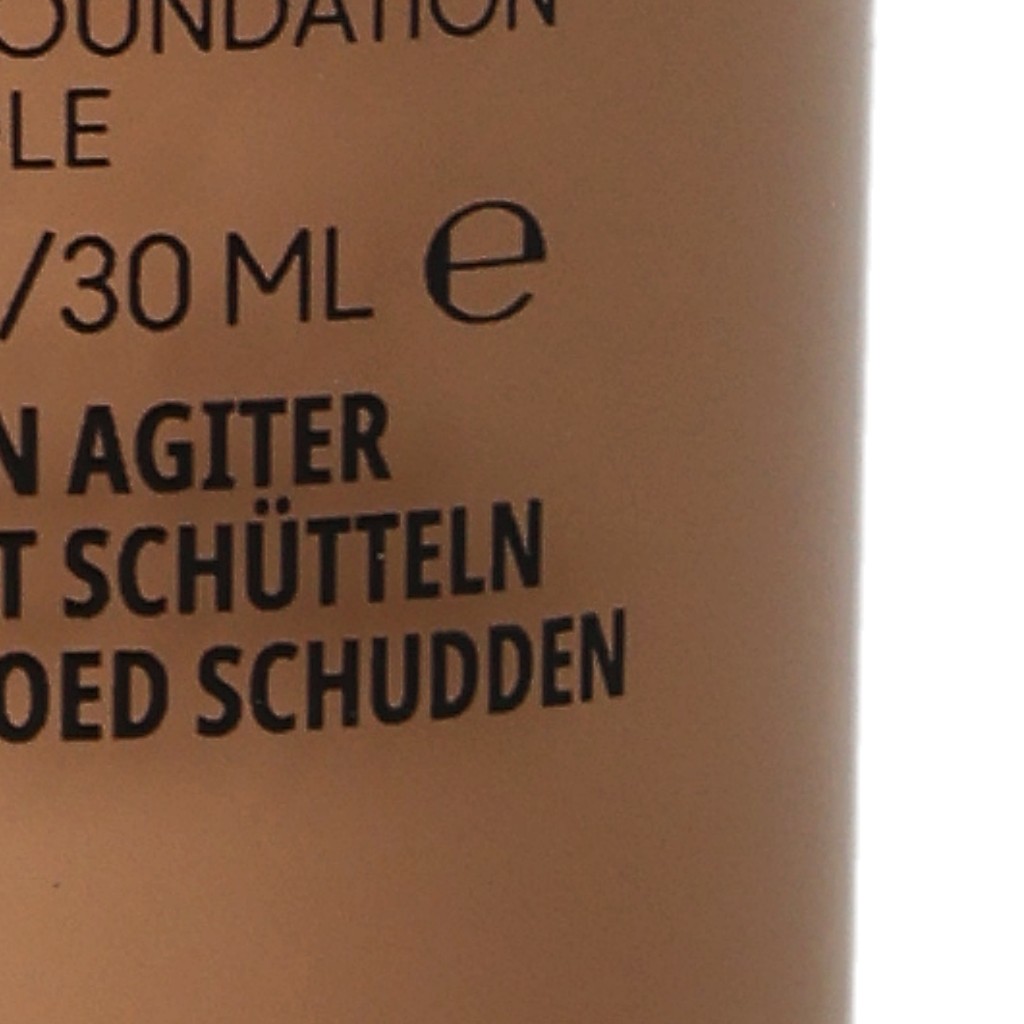 OUNDATION
LE
/30 ML e
N AGITER
T SCHÜTTELN
OED SCHUDDEN